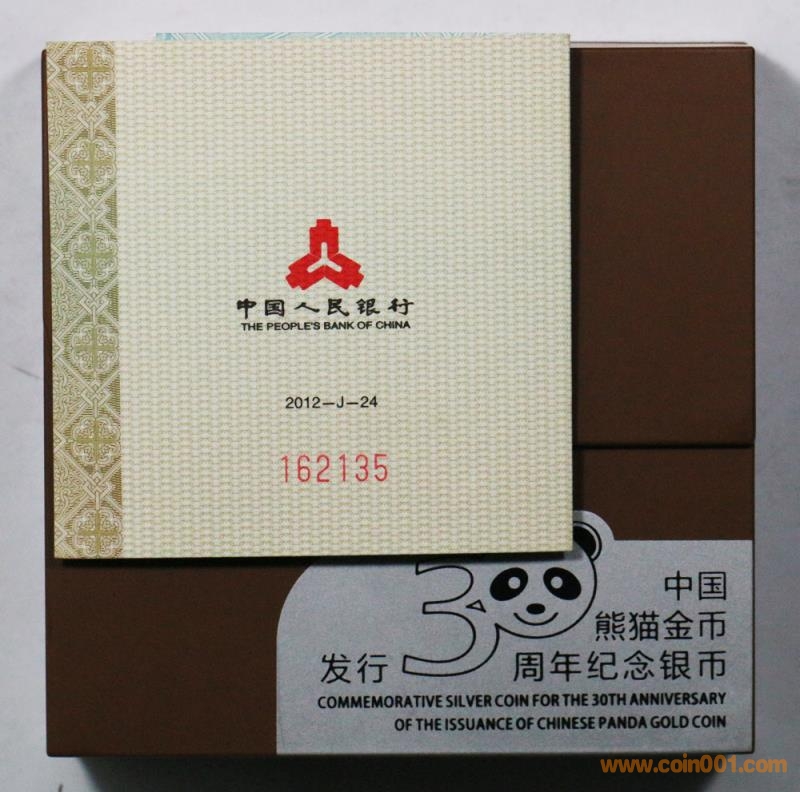 中国人民银行
THE PEOPLE'S BANK OF CHINA
2012—J—24
162135
中国
熊猫金币
发行30周年纪念银币
COMMEMORATIVE SILVER COIN FOR THE 30TH ANNIVERSARY
OF THE ISSUANCE OF CHINESE PANDA GOLD COIN
www.coin001.com